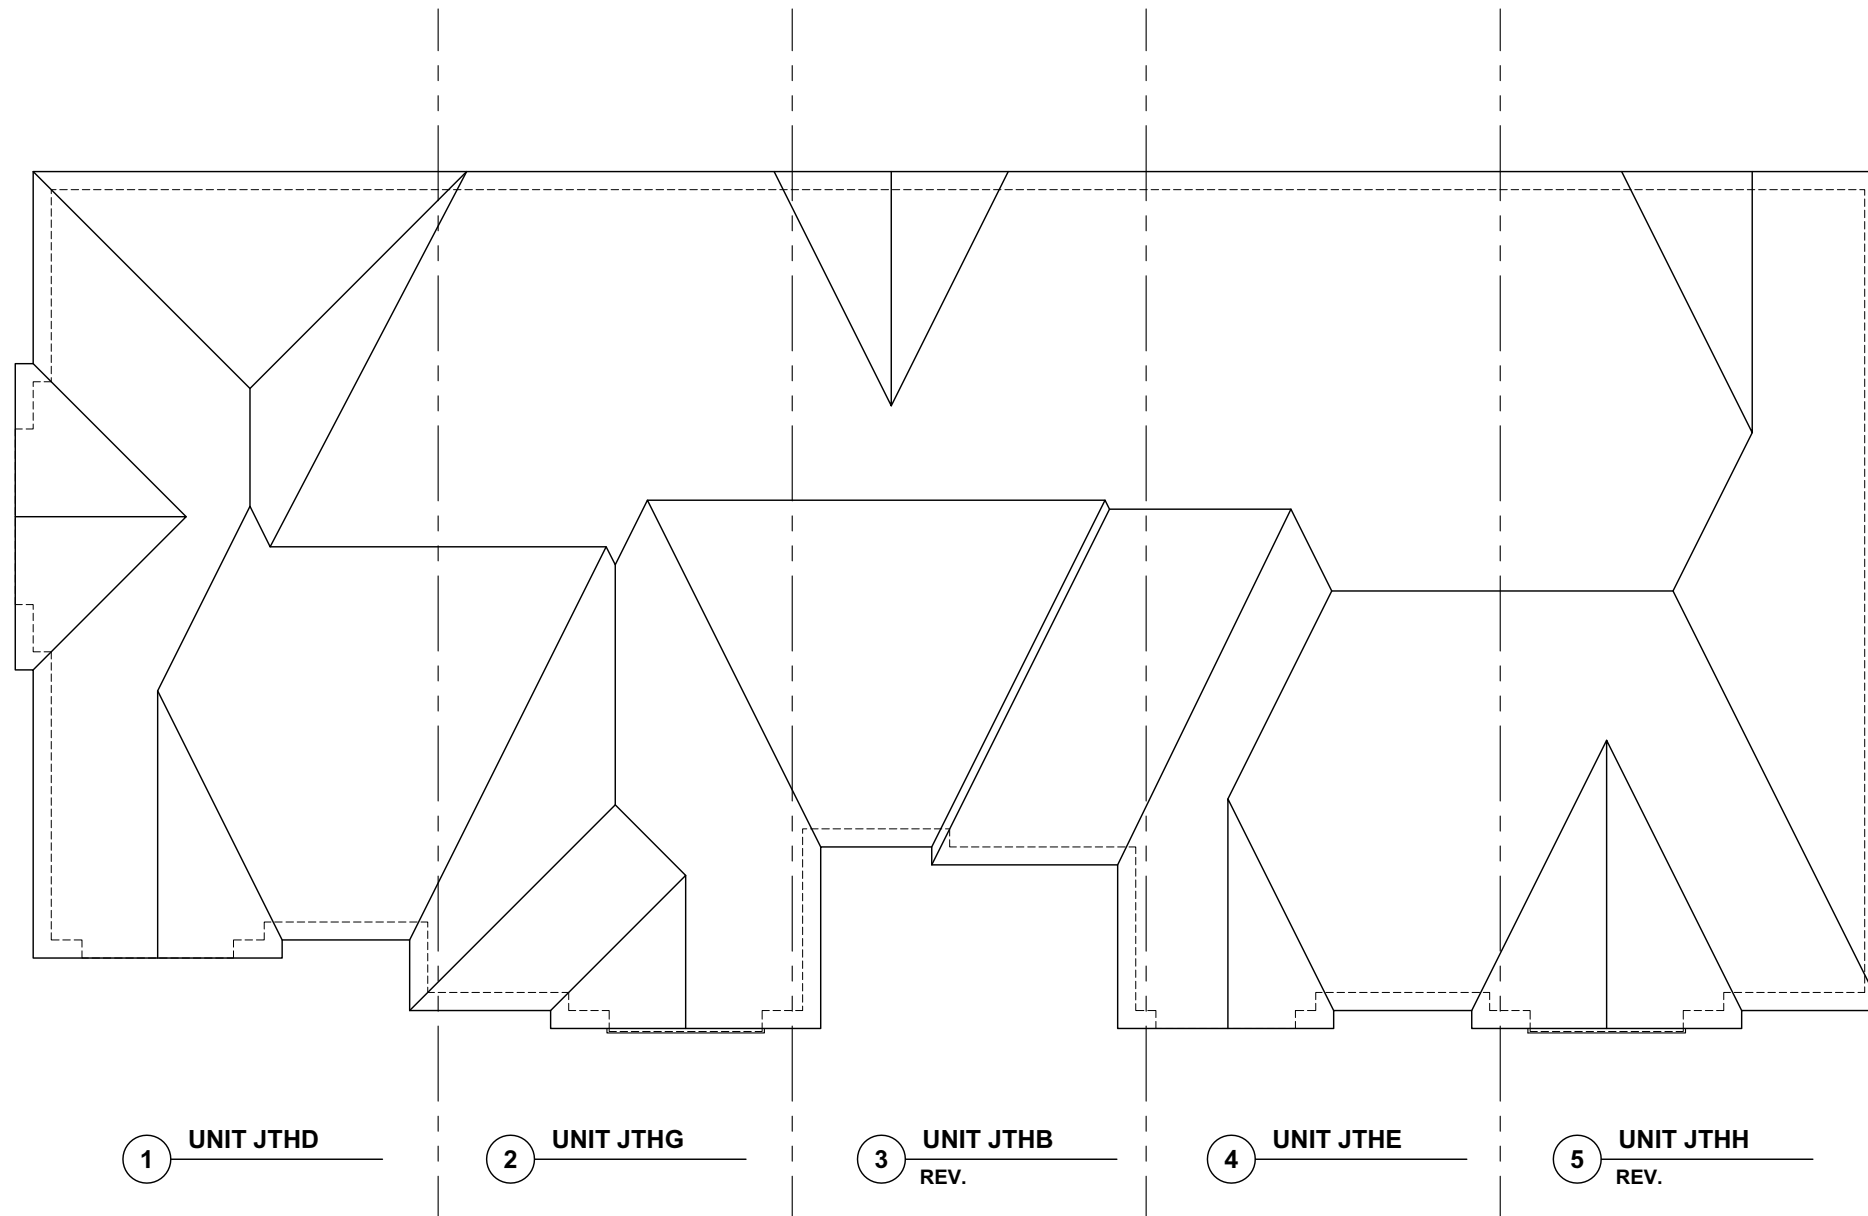 1 UNIT JTHD
2 UNIT JTHG
3 UNIT JTHB
REV.
4 UNIT JTHE
5 UNIT JTHH
REV.